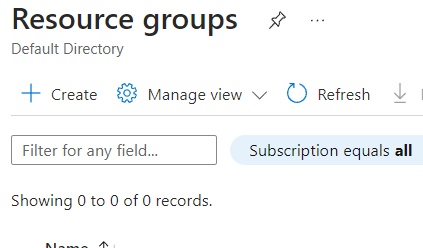 Resource groups
Default Directory
Create Manage view Refresh
Filter for any field... Subscription equals all
Showing 0 to 0 of 0 records.
Name